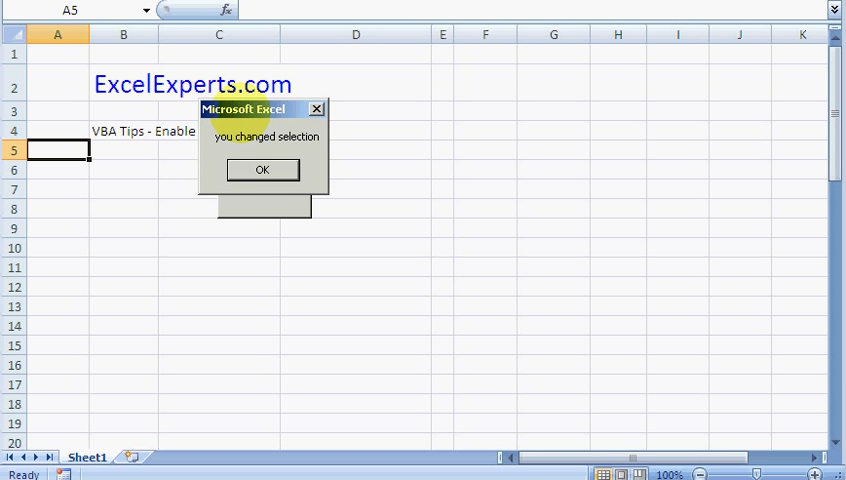 A5
A B C D E F G H I J K
1
2 ExcelExperts.com
3
Microsoft Excel
4 VBA Tips - Enable
you changed selection
5
6
OK
7
8
9
10
11
12
13
14
15
16
17
18
19
20
Sheet1
Ready
100%